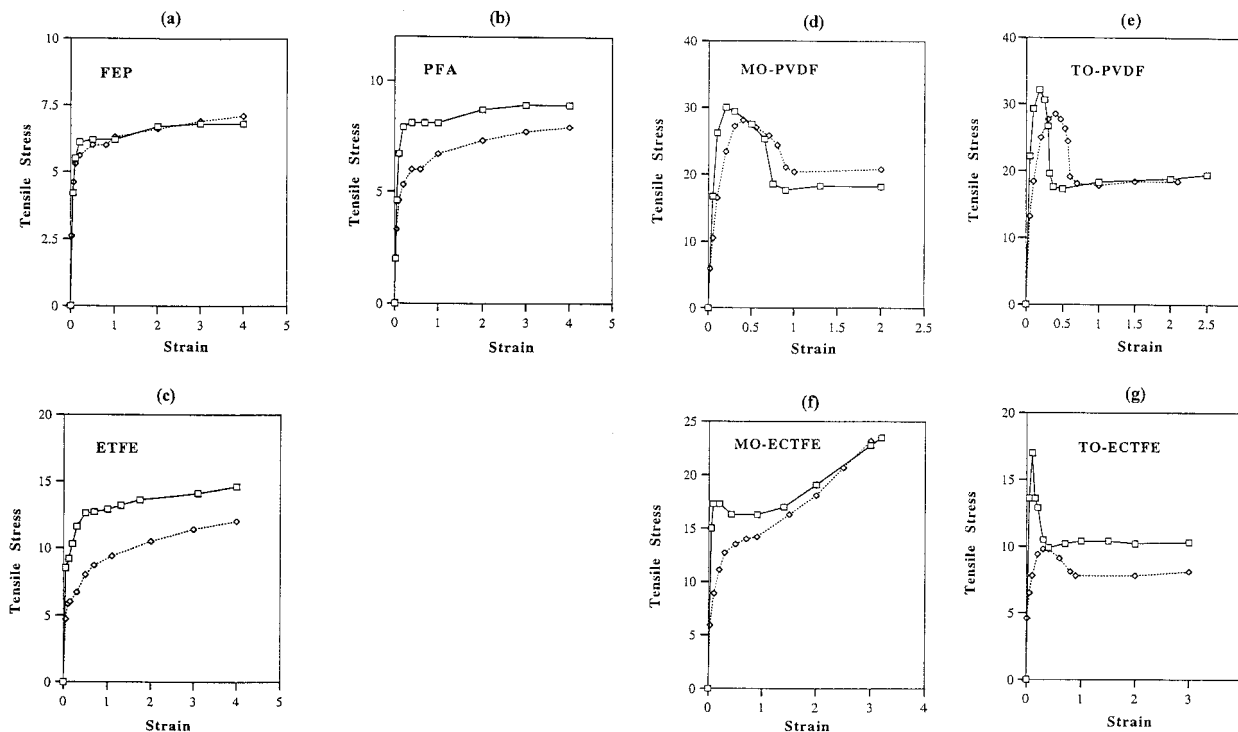 (a)
10
7.5
5
2.5
0
FEP
Tensile Stress
0 1 2 3 4 5
Strain
(b)
10
5
0
PFA
Tensile Stress
0 1 2 3 4 5
Strain
(d)
40
30
20
10
0
MO-PVDF
Tensile Stress
0 0.5 1 1.5 2 2.5
Strain
(e)
40
30
20
10
0
TO-PVDF
Tensile Stress
0 0.5 1 1.5 2 2.5
Strain
(c)
20
15
10
5
0
ETFE
Tensile Stress
0 1 2 3 4 5
Strain
(f)
25
20
15
10
5
0
MO-ECTFE
Tensile Stress
0 1 2 3 4
Strain
(g)
20
15
10
5
0
TO-ECTFE
Tensile Stress
0 1 2 3
Strain